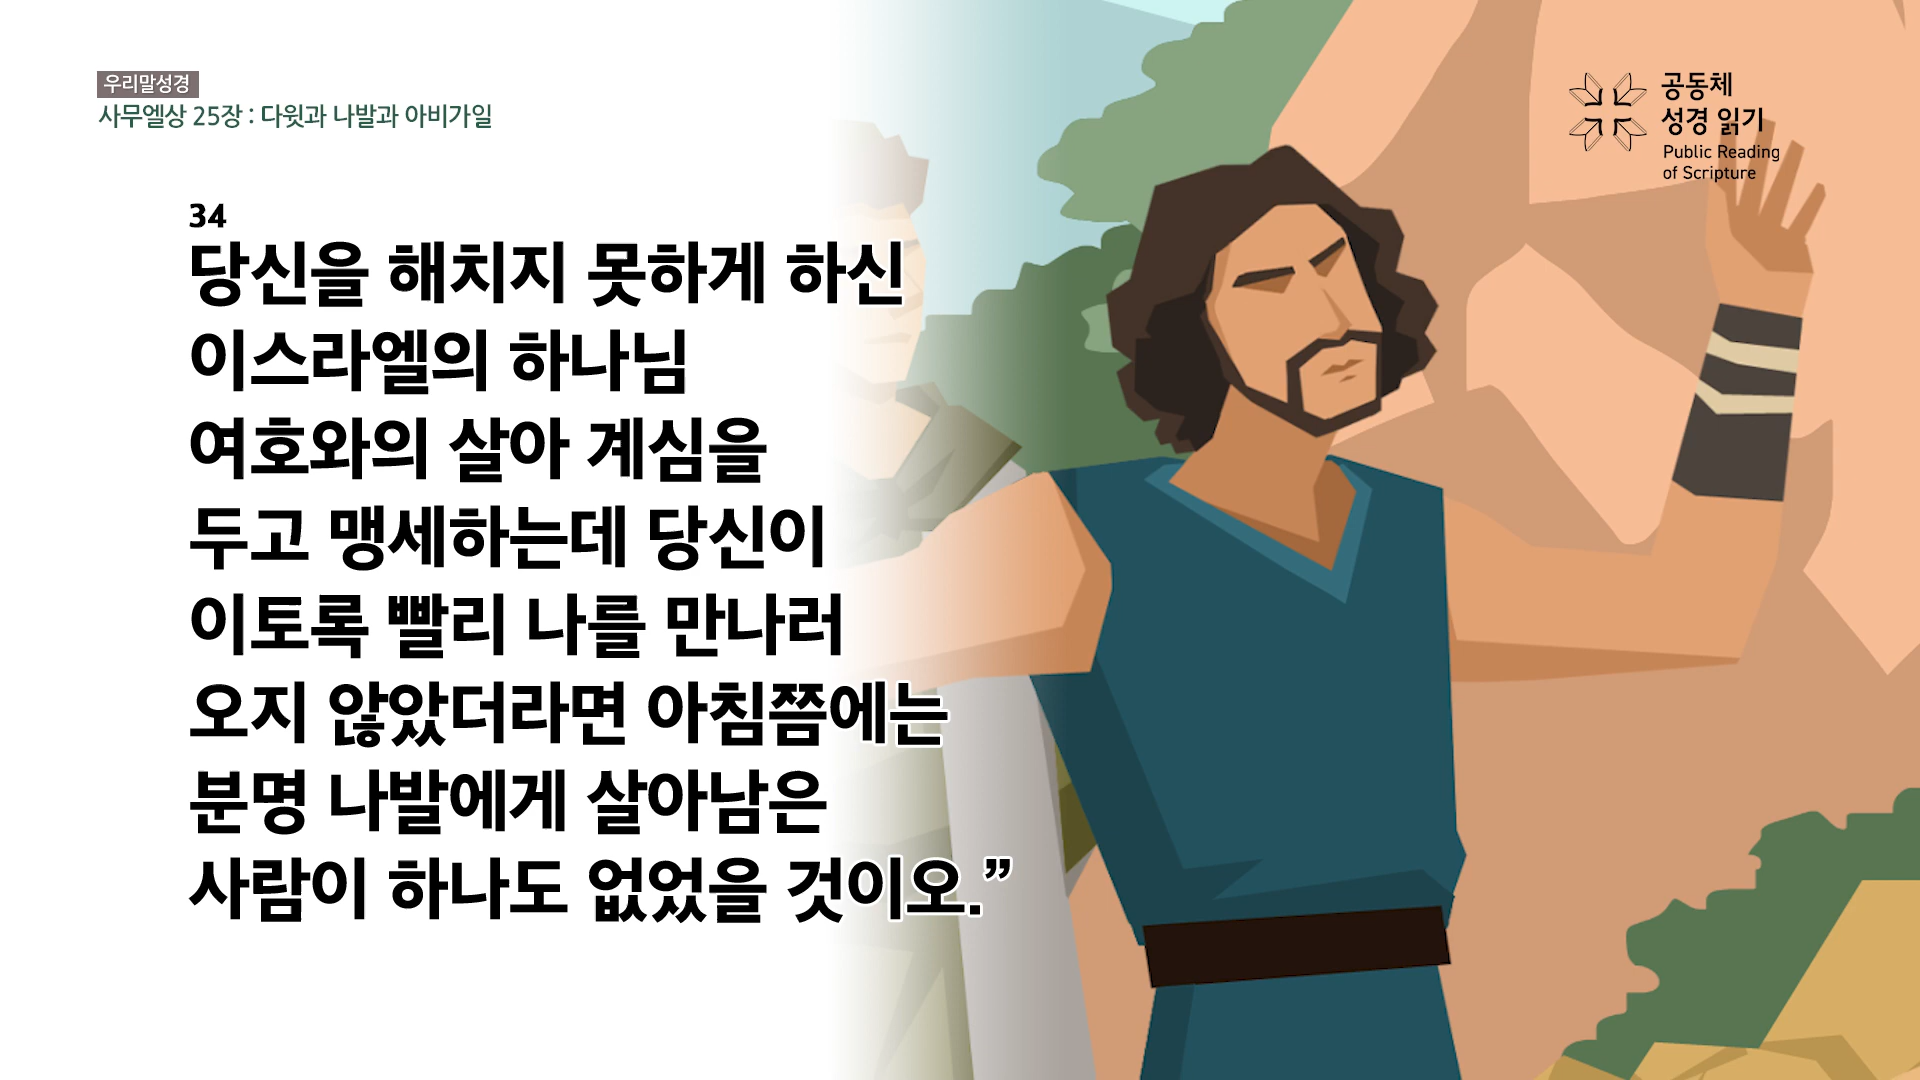 우리말성경
사무엘상 25장 : 다윗과 나발과 아비가일
공동체
성경 읽기
Public Reading
of Scripture
34
당신을 해치지 못하게 하신
이스라엘의 하나님
여호와의 살아 계심을
두고 맹세하는데 당신이
이토록 빨리 나를 만나러
오지 않았더라면 아침쯤에는
분명 나발에게 살아남은
사람이 하나도 없었을 것이오.”